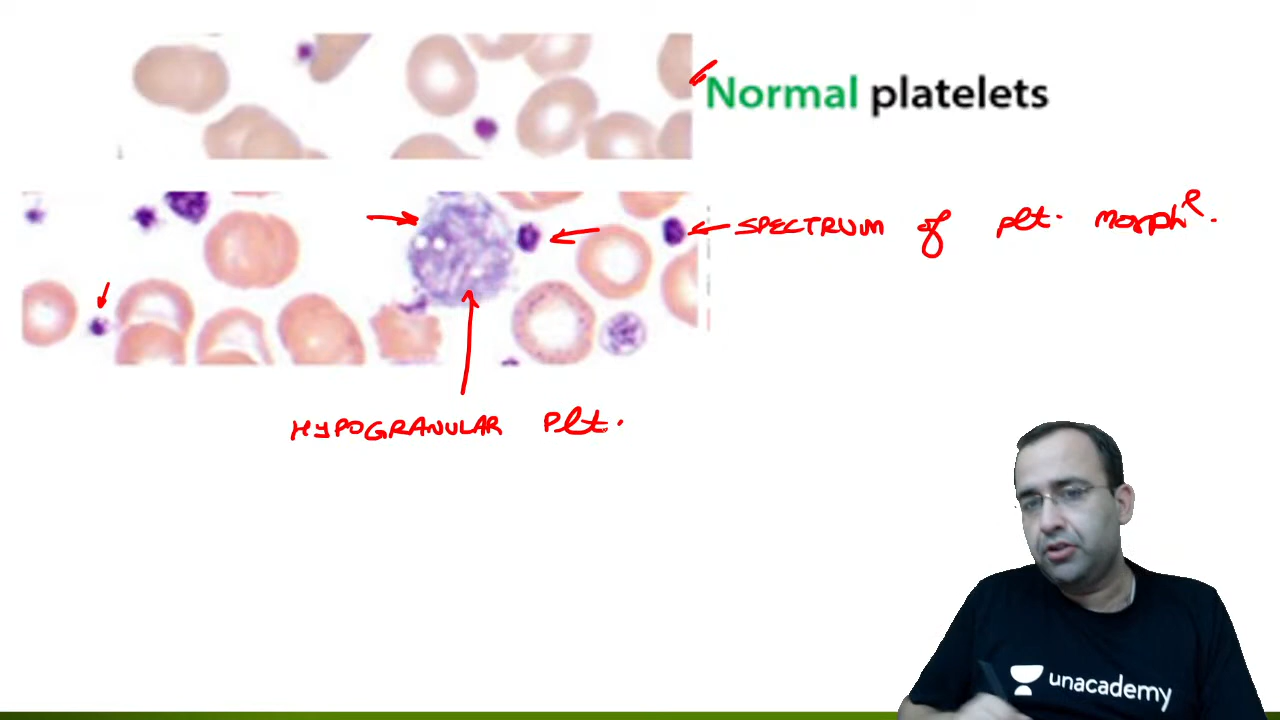 Normal platelets
SPECTRUM of plt. morph
HYPOGRANULAR Plt.
unacademy